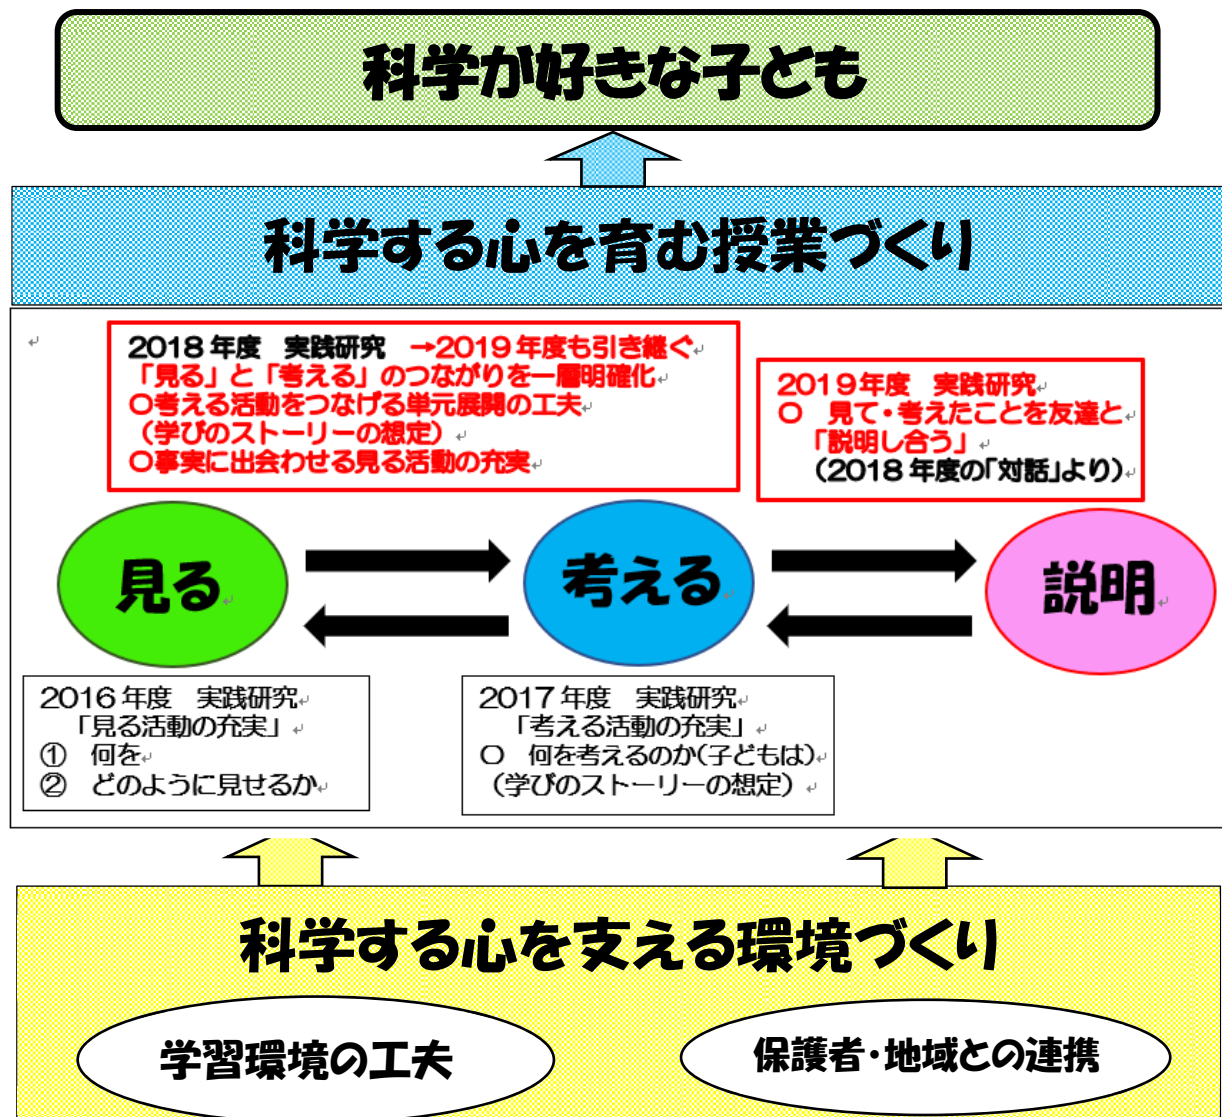 科学が好きな子ども
科学する心を育む授業づくり
2018年度　実践研究　→2019年度も引き継ぐ
「見る」と「考える」のつながりを一層明確化
○考える活動をつなげる単元展開の工夫
（学びのストーリーの想定）
○事実に出会わせる見る活動の充実
2019年度　実践研究
○　見て・考えたことを友達と
「説明し合う」
（2018年度の「対話」より）
見る
考える
説明
2016年度　実践研究
「見る活動の充実」
①　何を
②　どのように見せるか
2017年度　実践研究
「考える活動の充実」
○　何を考えるのか(子どもは)
（学びのストーリーの想定）
科学する心を支える環境づくり
学習環境の工夫
保護者・地域との連携